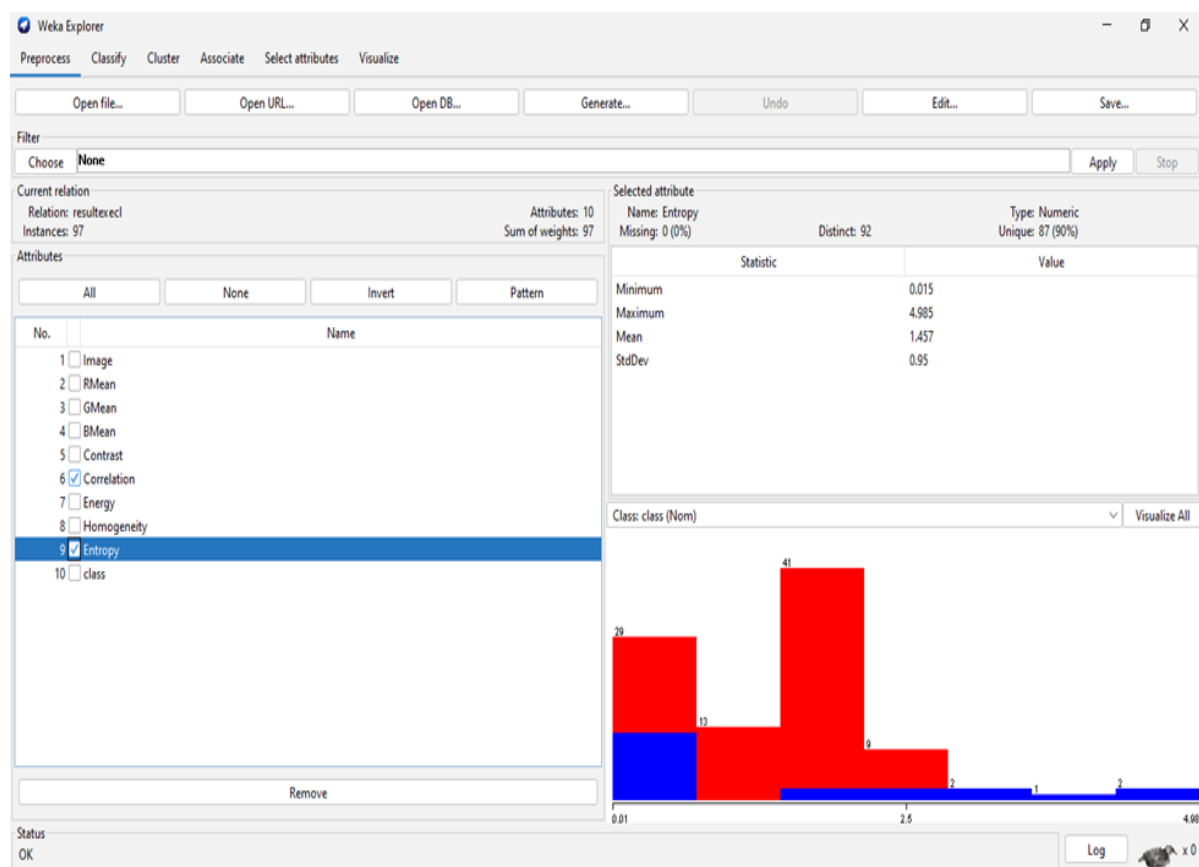 Weka Explorer
Preprocess Classify Cluster Associate Select attributes Visualize
Open file... Open URL... Open DB... Generate... Undo Edit... Save...
Filter
Choose None Apply Stop
Current relation
Relation: resultexecl Attributes: 10
Instances: 97 Sum of weights: 97
Attributes
All None Invert Pattern
No. Name
1 Image
2 RMean
3 GMean
4 BMean
5 Contrast
6 Correlation
7 Energy
8 Homogeneity
9 Entropy
10 class
Remove
Selected attribute
Name: Entropy Type: Numeric
Missing: 0 (0%) Distinct: 92 Unique: 87 (90%)
Statistic Value
Minimum 0.015
Maximum 4.985
Mean 1.457
StdDev 0.95
Class: class (Nom) Visualize All
41
29
13
9
2
1
2
0.01 2.5 4.98
Status
OK Log x 0